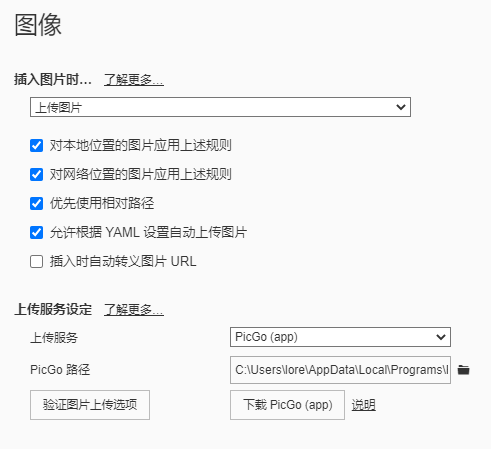 图像
插入图片时... 了解更多...
上传图片
对本地位置的图片应用上述规则
对网络位置的图片应用上述规则
优先使用相对路径
允许根据 YAML 设置自动上传图片
插入时自动转义图片 URL
上传服务设定 了解更多...
上传服务 PicGo (app)
PicGo 路径 C:\Users\lore\AppData\Local\Programs\
验证图片上传选项 下载 PicGo (app) 说明